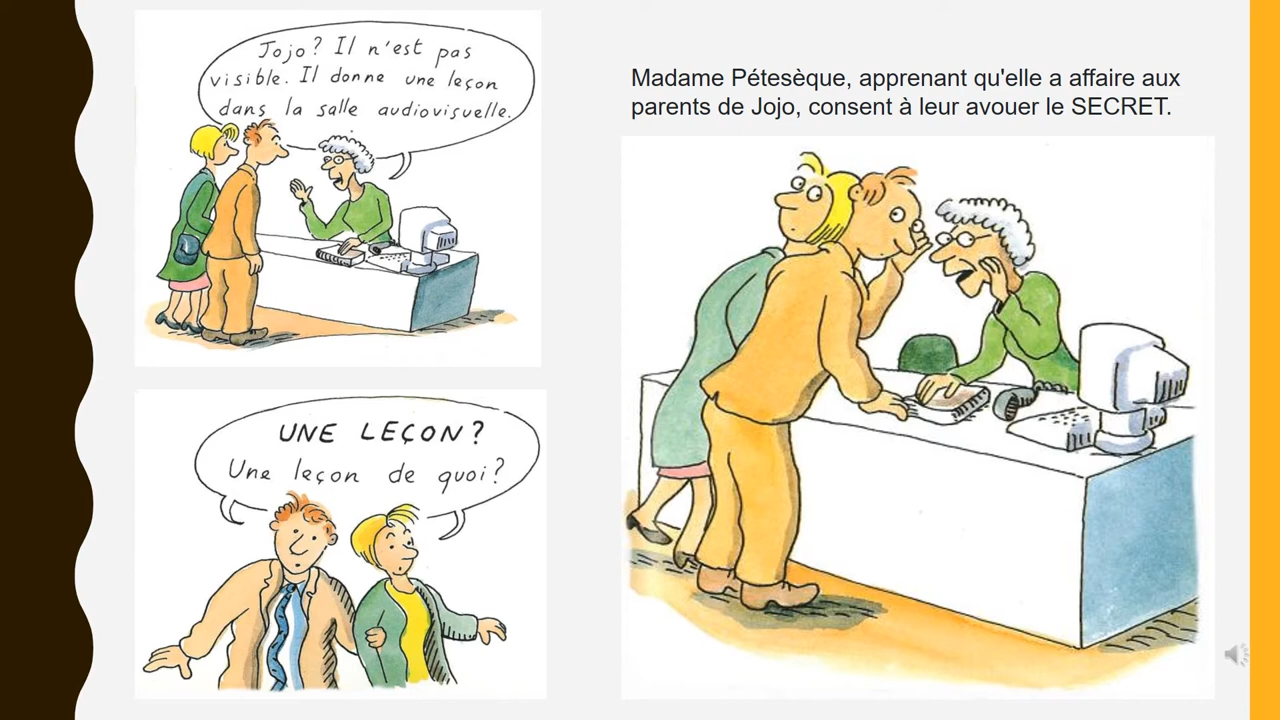 Jojo? Il n'est pas
visible. Il donne une leçon
dans la salle audiovisuelle.
UNE LEÇON?
Une leçon de quoi?
Madame Pétesèque, apprenant qu'elle a affaire aux
parents de Jojo, consent à leur avouer le SECRET.